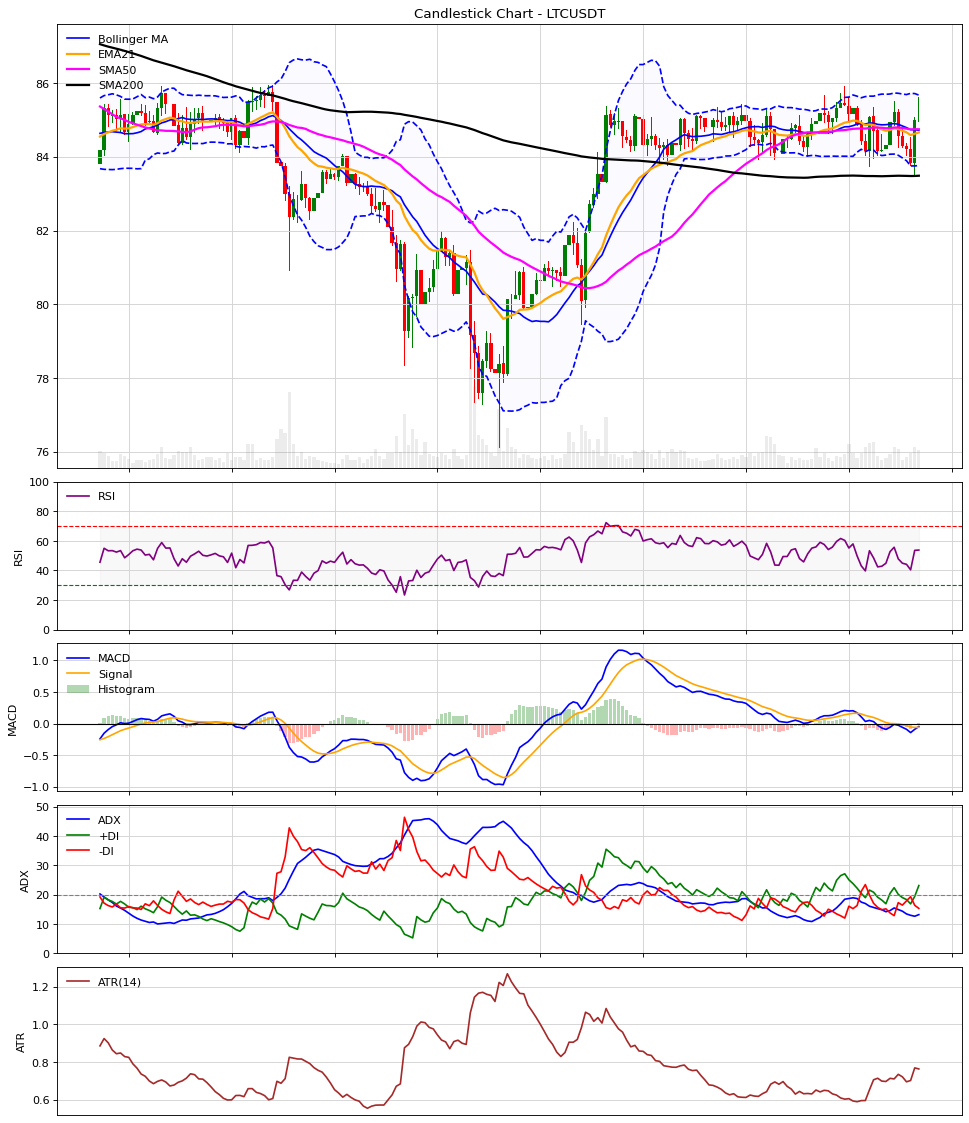 Candlestick Chart - LTCUSDT
Bollinger MA
EMA21
SMA50
SMA200
86
84
82
80
78
76
RSI
RSI
100
80
60
40
20
0
MACD
Signal
Histogram
MACD
1.0
0.5
0.0
−0.5
−1.0
ADX
+DI
-DI
ADX
50
40
30
20
10
0
ATR(14)
ATR
1.2
1.0
0.8
0.6